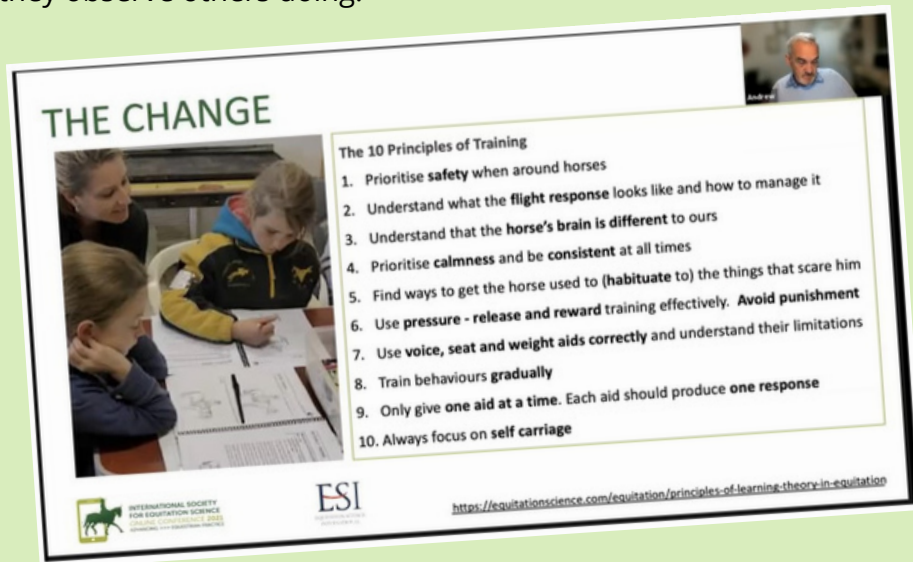 they observe others doing.
THE CHANGE
Andrew
The 10 Principles of Training
1. Prioritise safety when around horses
2. Understand what the flight response looks like and how to manage it
3. Understand that the horse's brain is different to ours
4. Prioritise calmness and be consistent at all times
5. Find ways to get the horse used to (habituate to) the things that scare him
6. Use pressure - release and reward training effectively. Avoid punishment
7. Use voice, seat and weight aids correctly and understand their limitations
8. Train behaviours gradually
9. Only give one aid at a time. Each aid should produce one response
10. Always focus on self carriage
INTERNATIONAL SOCIETY
FOR EQUITATION SCIENCE
ONLINE CONFERENCE 2021
ESI
https://equitationscience.com/equitation/principles-of-learning-theory-in-equitation